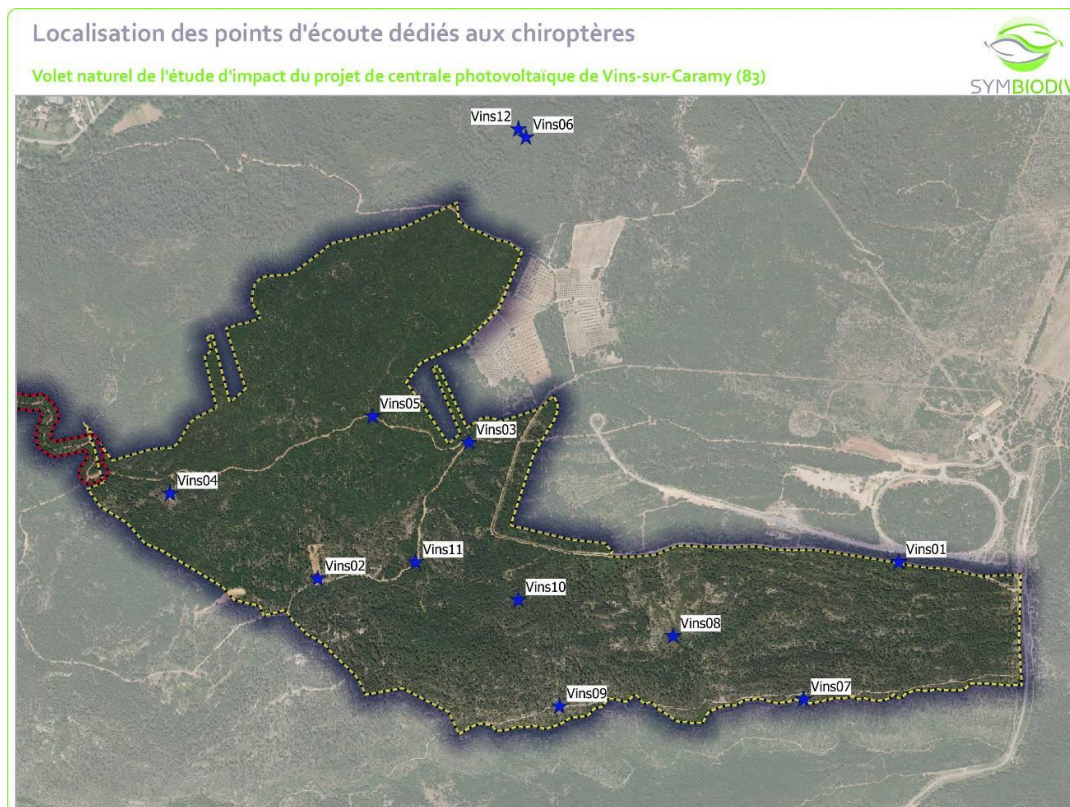 Localisation des points d'écoute dédiés aux chiroptères
Volet naturel de l'étude d'impact du projet de centrale photovoltaïque de Vins-sur-Caramy (83)
SYMBIODIV
Vins12
Vins06
Vins05
Vins03
Vins04
Vins11
Vins01
Vins02
Vins10
Vins08
Vins07
Vins09